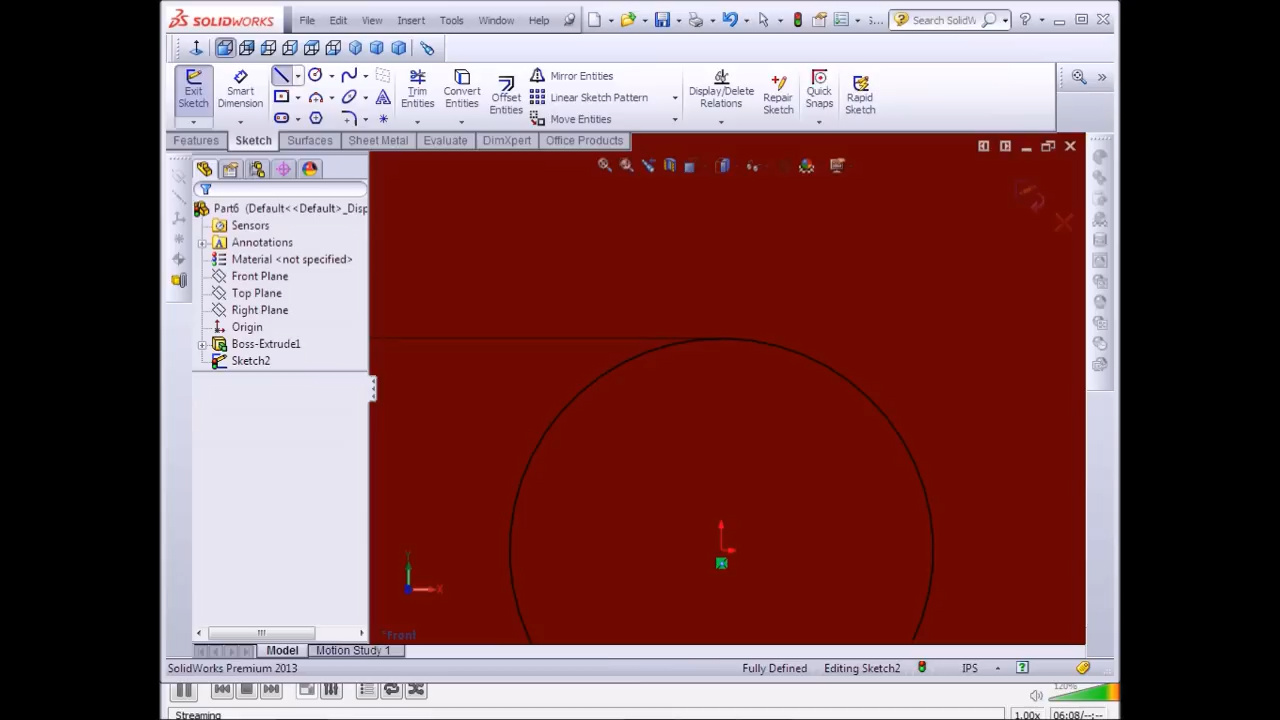 SOLIDWORKS File Edit View Insert Tools Window Help S... Search SolidW
Exit Sketch
Smart Dimension
Trim Entities
Convert Entities
Offset Entities
Mirror Entities
Linear Sketch Pattern
Move Entities
Display/Delete Relations
Repair Sketch
Quick Snaps
Rapid Sketch
Features Sketch Surfaces Sheet Metal Evaluate DimXpert Office Products
Part6 (Default<<Default>_Disp
Sensors
Annotations
Material <not specified>
Front Plane
Top Plane
Right Plane
Origin
Boss-Extrude1
Sketch2
Y
X
*Front
Model Motion Study 1
SolidWorks Premium 2013 Fully Defined Editing Sketch2 IPS
120%
Streaming 1.00x 06:08/--:--